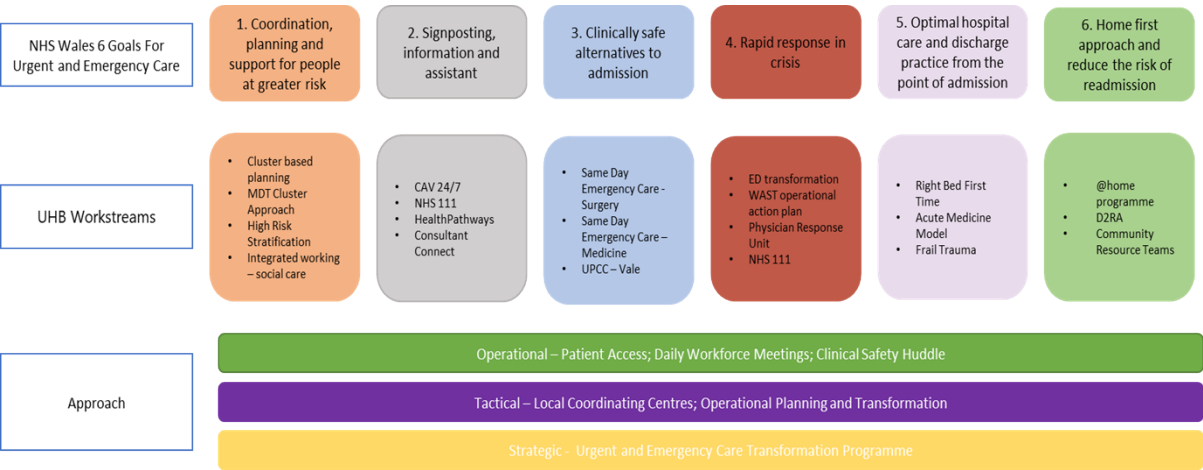 NHS Wales 6 Goals For
Urgent and Emergency Care
1. Coordination,
planning and
support for people
at greater risk
2. Signposting,
information and
assistant
3. Clinically safe
alternatives to
admission
4. Rapid response in
crisis
5. Optimal hospital
care and discharge
practice from the
point of admission
6. Home first
approach and
reduce the risk of
readmission
UHB Workstreams
• Cluster based
planning
• MDT Cluster
Approach
• High Risk
Stratification
• Integrated working
– social care
• CAV 24/7
• NHS 111
• HealthPathways
• Consultant
Connect
• Same Day
Emergency Care -
Surgery
• Same Day
Emergency Care –
Medicine
• UPCC – Vale
• ED transformation
• WAST operational
action plan
• Physician Response
Unit
• NHS 111
• Right Bed First
Time
• Acute Medicine
Model
• Frail Trauma
• @home
programme
• D2RA
• Community
Resource Teams
Approach
Operational – Patient Access; Daily Workforce Meetings; Clinical Safety Huddle
Tactical – Local Coordinating Centres; Operational Planning and Transformation
Strategic - Urgent and Emergency Care Transformation Programme